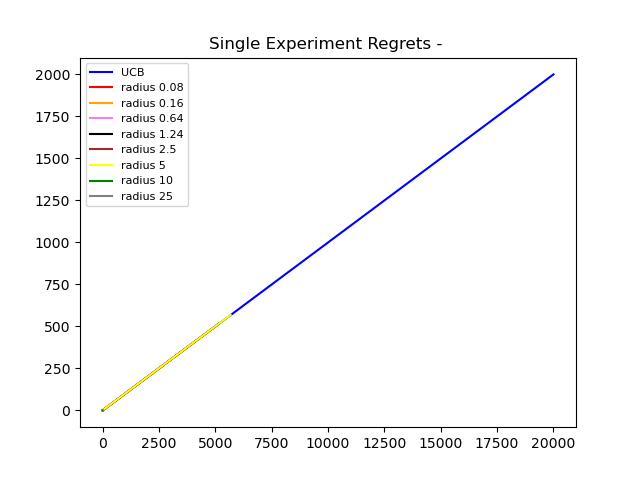 Single Experiment Regrets -
2000
1750
1500
1250
1000
750
500
250
0
UCB
radius 0.08
radius 0.16
radius 0.64
radius 1.24
radius 2.5
radius 5
radius 10
radius 25
0 2500 5000 7500 10000 12500 15000 17500 20000